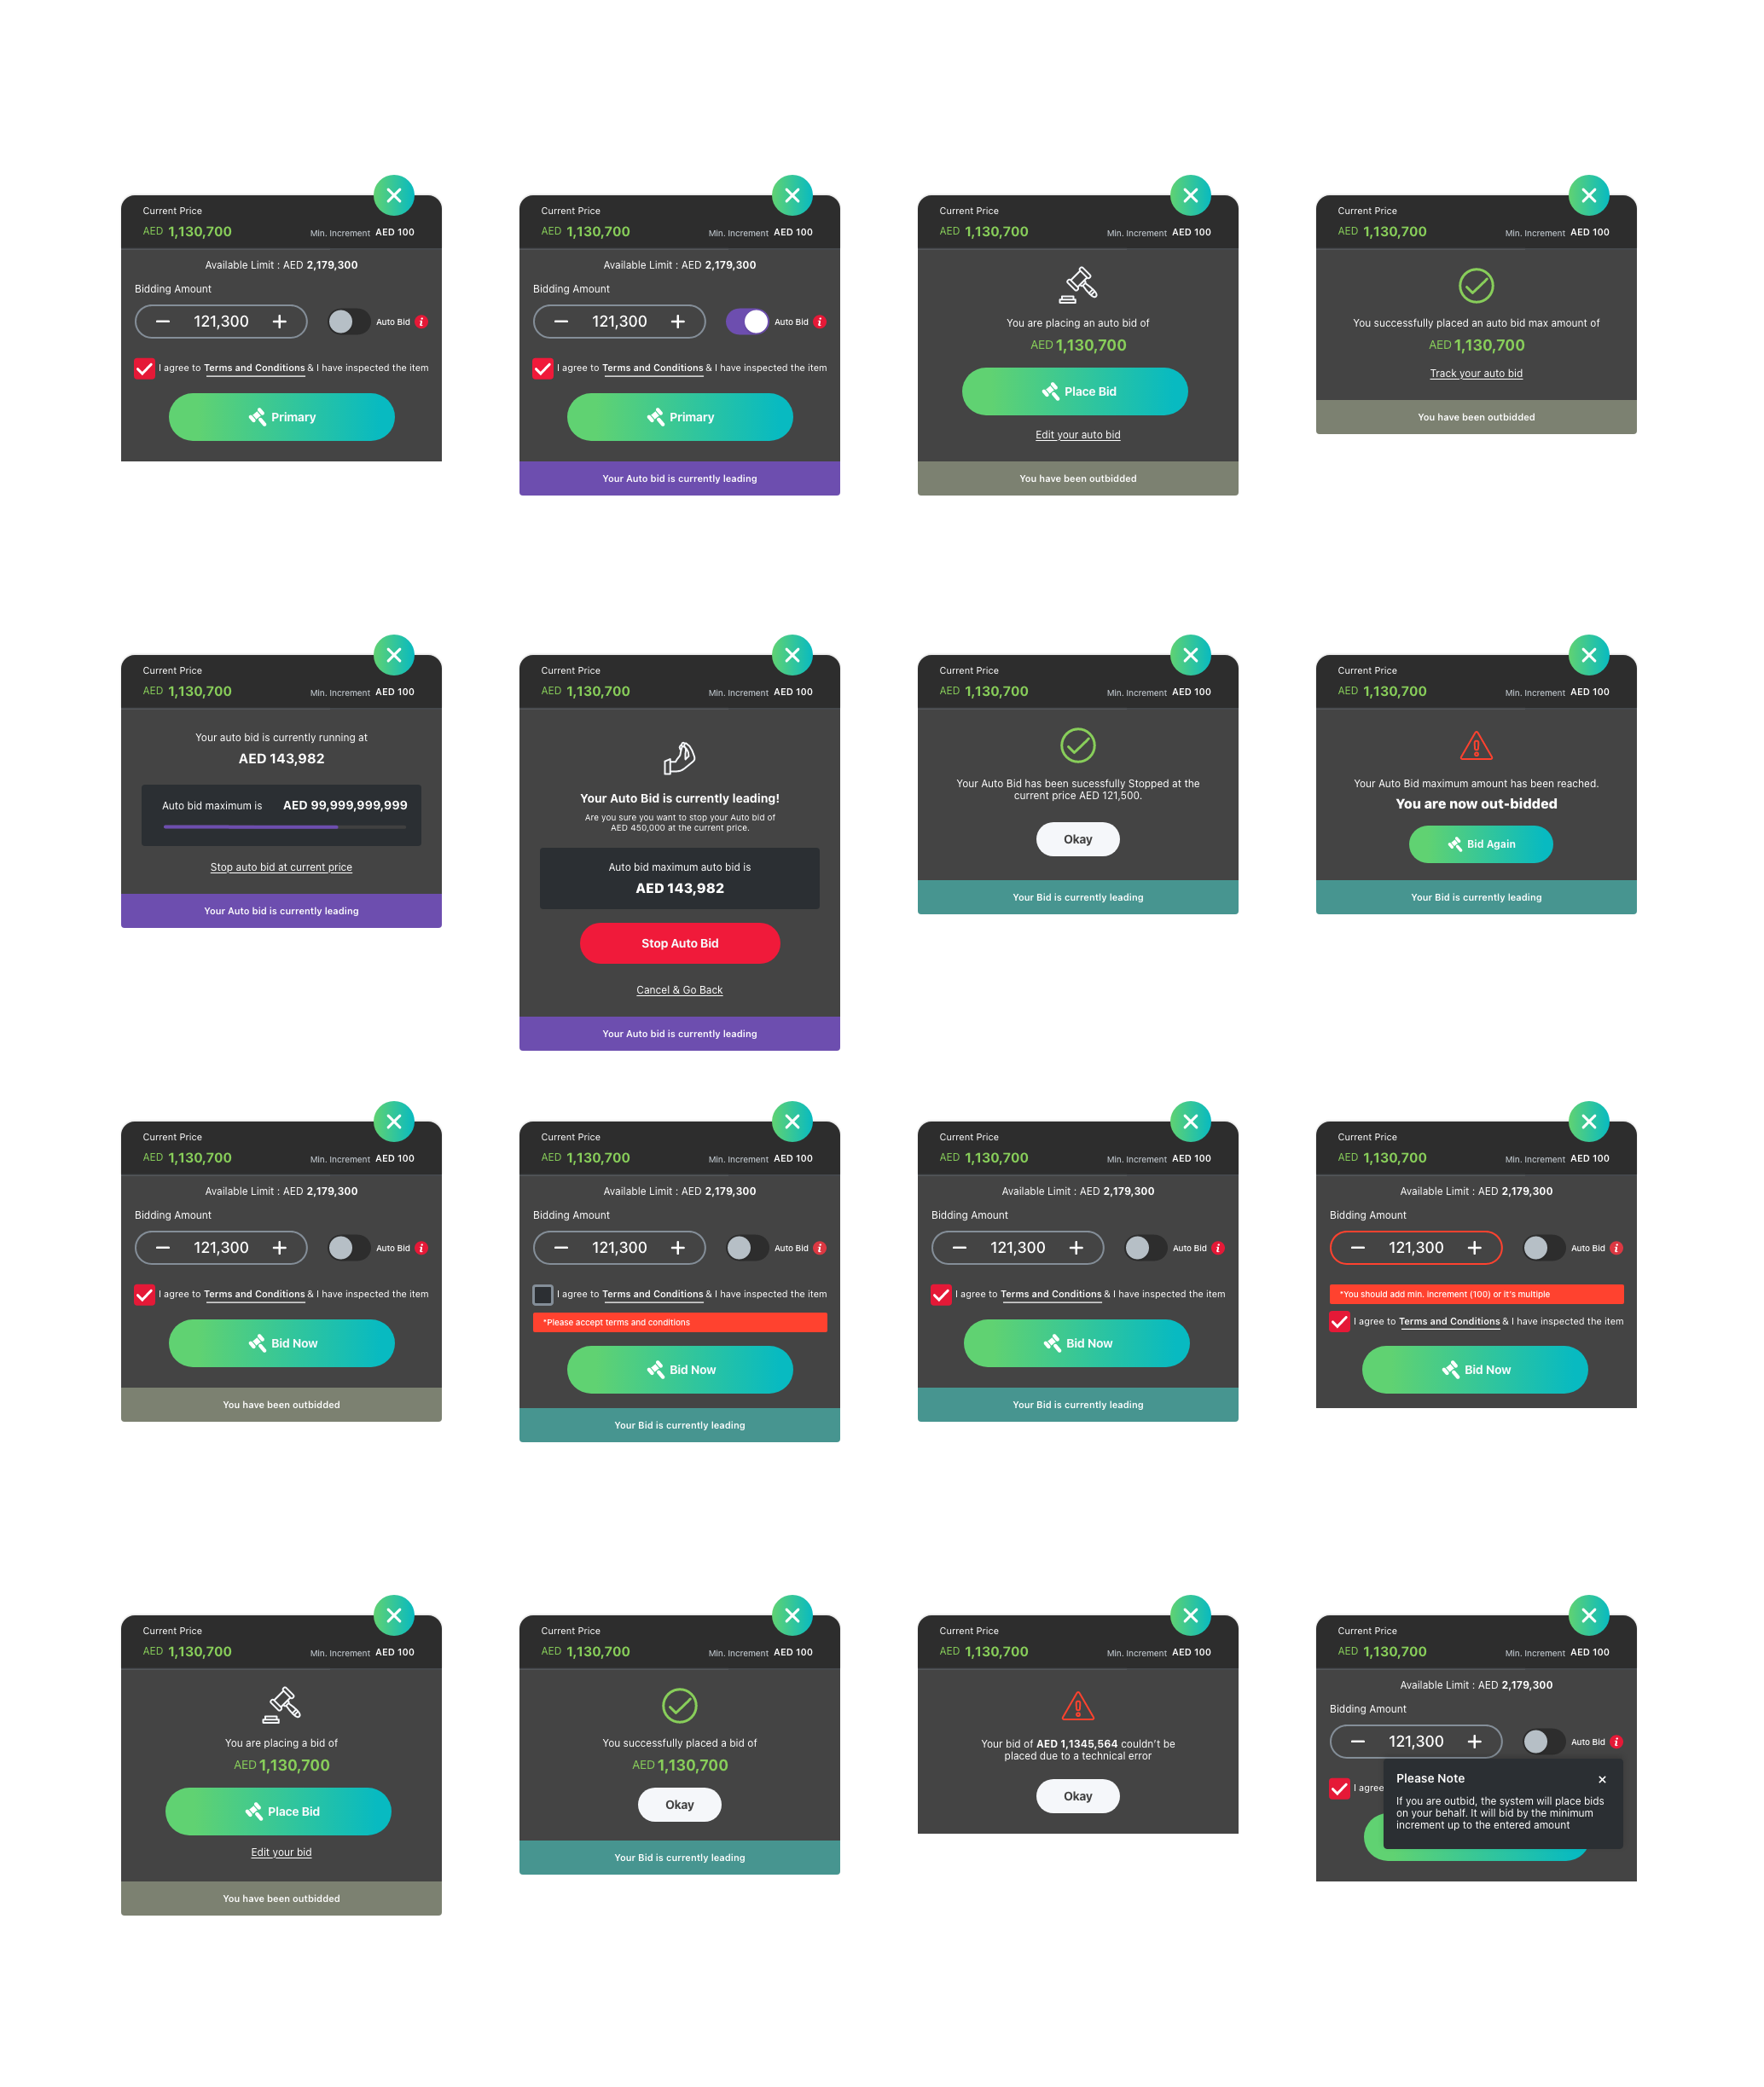 Current Price
AED 1,130,700 Min. Increment AED 100
Available Limit : AED 2,179,300
Bidding Amount
121,300 Auto Bid i
I agree to Terms and Conditions & I have inspected the item
Primary
Current Price
AED 1,130,700 Min. Increment AED 100
Available Limit : AED 2,179,300
Bidding Amount
121,300 Auto Bid i
I agree to Terms and Conditions & I have inspected the item
Primary
Your Auto bid is currently leading
Current Price
AED 1,130,700 Min. Increment AED 100
You are placing an auto bid of
AED 1,130,700
Place Bid
Edit your auto bid
You have been outbidded
Current Price
AED 1,130,700 Min. Increment AED 100
You successfully placed an auto bid max amount of
AED 1,130,700
Track your auto bid
You have been outbidded
Current Price
AED 1,130,700 Min. Increment AED 100
Your auto bid is currently running at
AED 143,982
Auto bid maximum is AED 99,999,999,999
Stop auto bid at current price
Your Auto bid is currently leading
Current Price
AED 1,130,700 Min. Increment AED 100
Your Auto Bid is currently leading!
Are you sure you want to stop your Auto bid of
AED 450,000 at the current price.
Auto bid maximum auto bid is
AED 143,982
Stop Auto Bid
Cancel & Go Back
Your Auto bid is currently leading
Current Price
AED 1,130,700 Min. Increment AED 100
Your Auto Bid has been sucessfully Stopped at the
current price AED 121,500.
Okay
Your Bid is currently leading
Current Price
AED 1,130,700 Min. Increment AED 100
Your Auto Bid maximum amount has been reached.
You are now out-bidded
Bid Again
Your Bid is currently leading
Current Price
AED 1,130,700 Min. Increment AED 100
Available Limit : AED 2,179,300
Bidding Amount
121,300 Auto Bid i
I agree to Terms and Conditions & I have inspected the item
Bid Now
You have been outbidded
Current Price
AED 1,130,700 Min. Increment AED 100
Available Limit : AED 2,179,300
Bidding Amount
121,300 Auto Bid i
I agree to Terms and Conditions & I have inspected the item
*Please accept terms and conditions
Bid Now
Your Bid is currently leading
Current Price
AED 1,130,700 Min. Increment AED 100
Available Limit : AED 2,179,300
Bidding Amount
121,300 Auto Bid i
I agree to Terms and Conditions & I have inspected the item
Bid Now
Your Bid is currently leading
Current Price
AED 1,130,700 Min. Increment AED 100
Available Limit : AED 2,179,300
Bidding Amount
121,300 Auto Bid i
*You should add min. increment (100) or it's multiple
I agree to Terms and Conditions & I have inspected the item
Bid Now
Current Price
AED 1,130,700 Min. Increment AED 100
You are placing a bid of
AED 1,130,700
Place Bid
Edit your bid
You have been outbidded
Current Price
AED 1,130,700 Min. Increment AED 100
You successfully placed a bid of
AED 1,130,700
Okay
Your Bid is currently leading
Current Price
AED 1,130,700 Min. Increment AED 100
Your bid of AED 1,1345,564 couldn't be
placed due to a technical error
Okay
Current Price
AED 1,130,700 Min. Increment AED 100
Available Limit : AED 2,179,300
Bidding Amount
121,300 Auto Bid i
I agree
Please Note
If you are outbid, the system will place bids
on your behalf. It will bid by the minimum
increment up to the entered amount